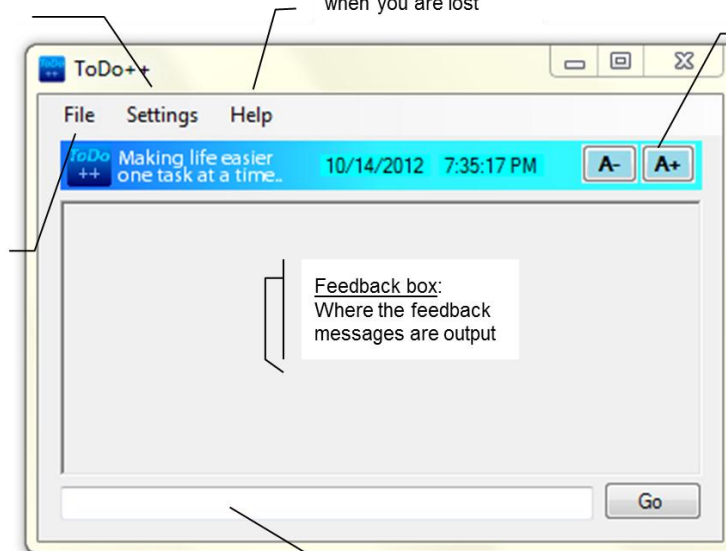 when you are lost
ToDo++
File Settings Help
ToDo
++
Making life easier
one task at a time..
10/14/2012 7:35:17 PM
A- A+
Feedback box:
Where the feedback
messages are output
Go